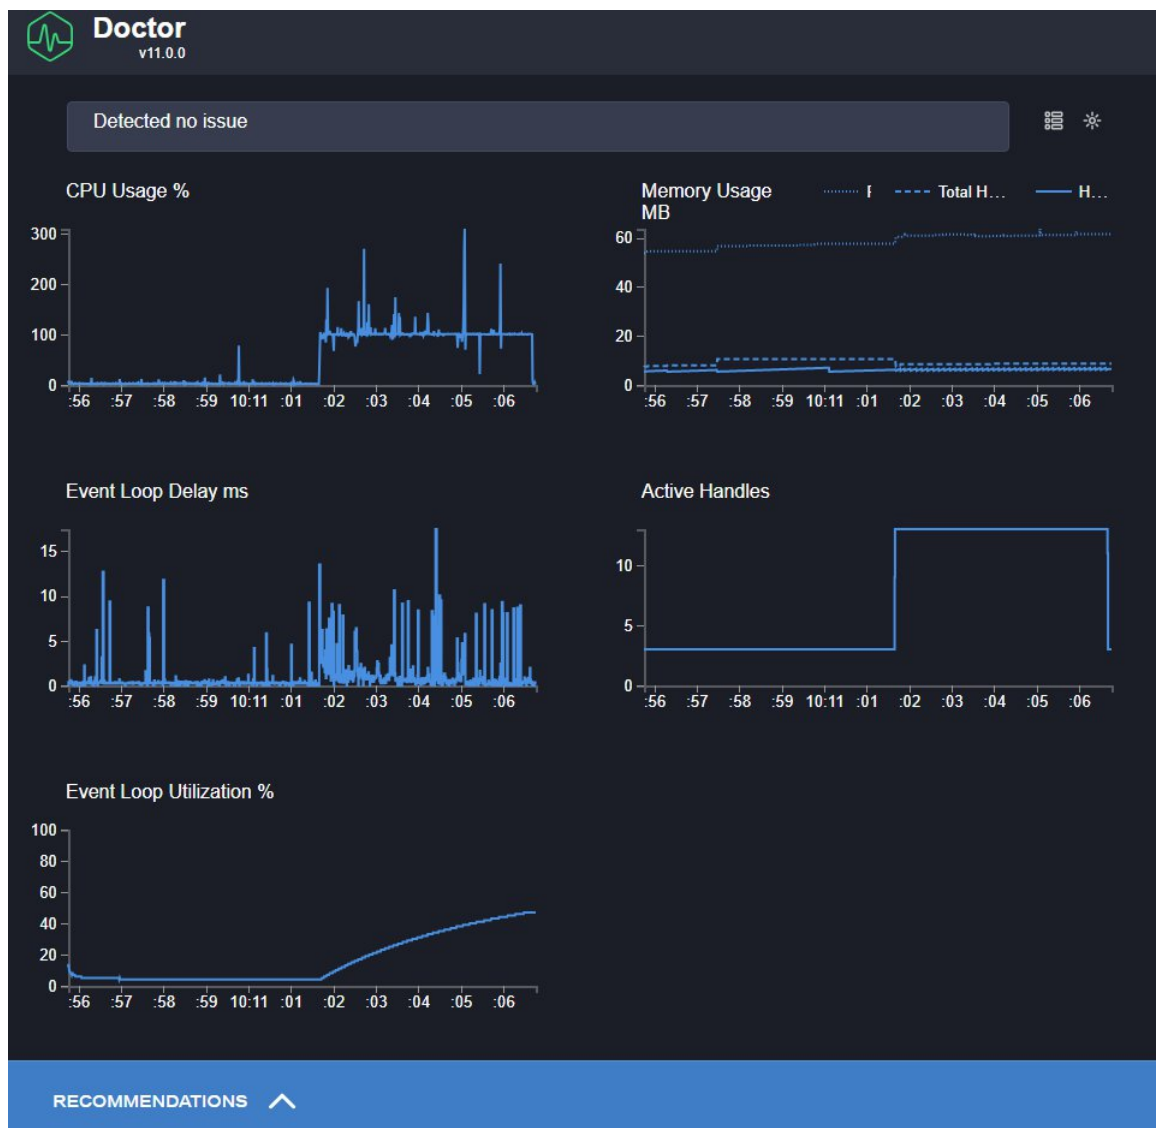 Doctor
v11.0.0
Detected no issue
CPU Usage %
300
200
100
0
:56 :57 :58 :59 10:11 :01 :02 :03 :04 :05 :06
Memory Usage
MB
Total H...
H...
60
40
20
0
:56 :57 :58 :59 10:11 :01 :02 :03 :04 :05 :06
Event Loop Delay ms
15
10
5
0
:56 :57 :58 :59 10:11 :01 :02 :03 :04 :05 :06
Active Handles
10
5
0
:56 :57 :58 :59 10:11 :01 :02 :03 :04 :05 :06
Event Loop Utilization %
100
80
60
40
20
0
:56 :57 :58 :59 10:11 :01 :02 :03 :04 :05 :06
RECOMMENDATIONS